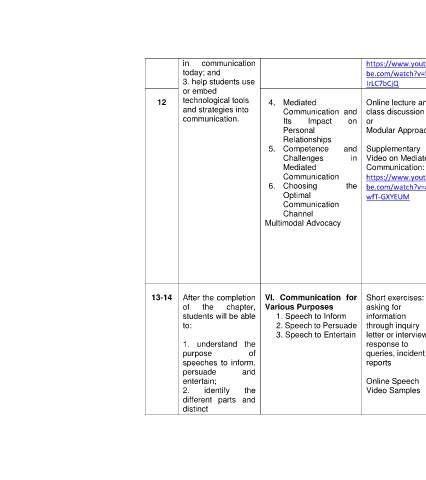 in communication
today; and
3. help students use
or embed
technological tools
and strategies into
communication.
https://www.yout
be.com/watch?v=
IrLC7bCjQ
12
4. Mediated
Communication and
Its Impact on
Personal
Relationships
5. Competence and
Challenges in
Mediated
Communication
6. Choosing the
Optimal
Communication
Channel
Multimodal Advocacy
Online lecture an
class discussion
or
Modular Approac
Supplementary
Video on Mediate
Communication:
https://www.yout
be.com/watch?v=
wfT-GXYEUM
13-14
After the completion
of the chapter,
students will be able
to:
1. understand the
purpose of
speeches to inform,
persuade and
entertain;
2. identify the
different parts and
distinct
VI. Communication for
Various Purposes
1. Speech to Inform
2. Speech to Persuade
3. Speech to Entertain
Short exercises:
asking for
information
through inquiry
letter or interview
response to
queries, incident
reports
Online Speech
Video Samples